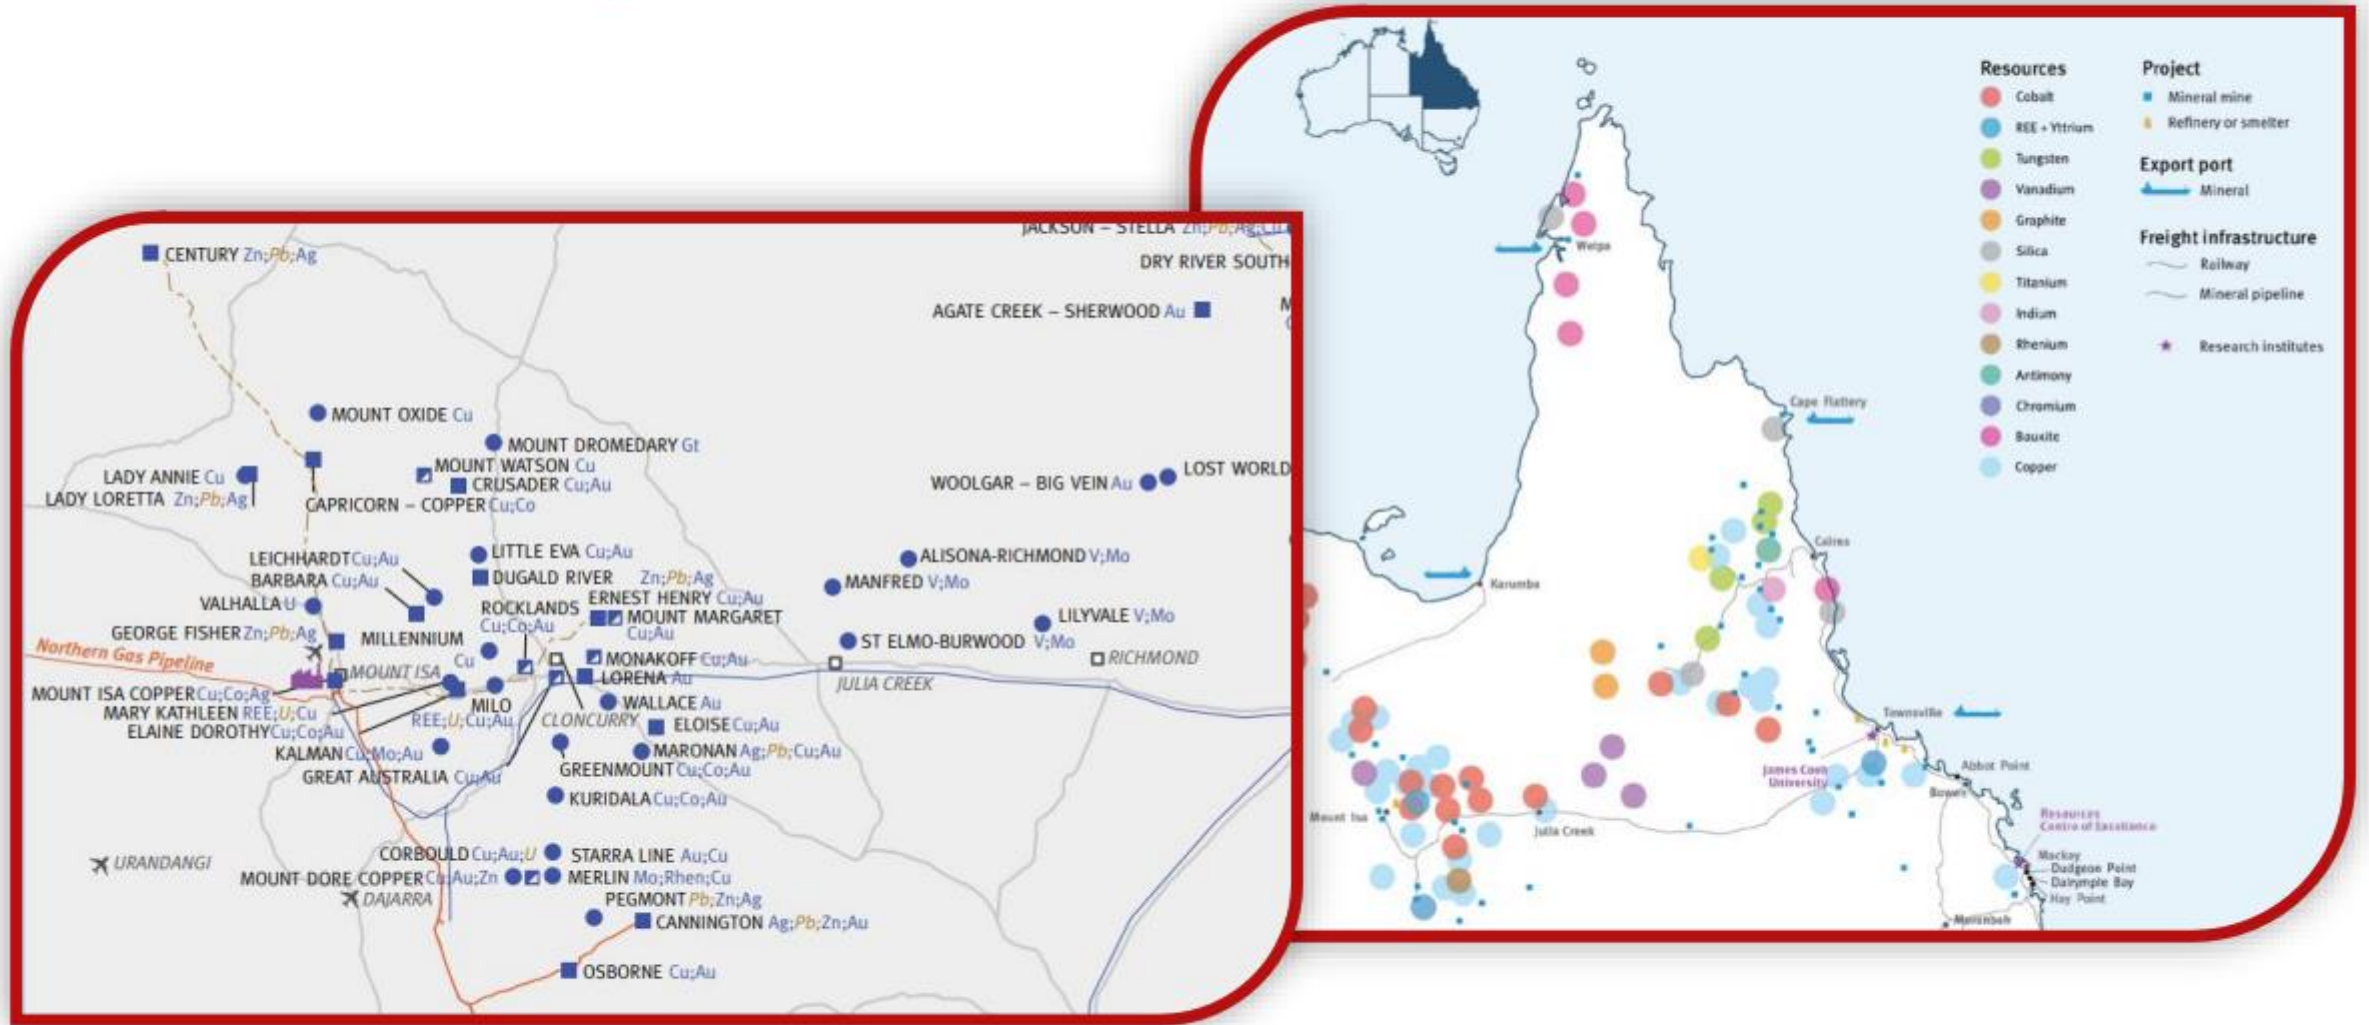 CENTURY Zn;Pb;Ag
JACKSON – STELLA Zn;Pb;Ag;Cu
DRY RIVER SOUTH
AGATE CREEK – SHERWOOD Au
MOUNT OXIDE Cu
MOUNT DROMEDARY Gt
MOUNT WATSON Cu
CRUSADER Cu;Au
LADY ANNIE Cu
LADY LORETTA Zn;Pb;Ag
CAPRICORN – COPPER Cu;Co
WOOLGAR – BIG VEIN Au
LOST WORLD
LEICHHARDT Cu;Au
BARBARA Cu;Au
VALHALLA U
GEORGE FISHER Zn;Pb;Ag
LITTLE EVA Cu;Au
DUGALD RIVER Zn;Pb;Ag
ERNEST HENRY Cu;Au
ROCKLANDS
Cu;Co;Au
MOUNT MARGARET
Cu;Au
MILLENNIUM
Cu
ALISONA-RICHMOND V;Mo
MANFRED V;Mo
LILYVALE V;Mo
ST ELMO-BURWOOD V;Mo
Northern Gas Pipeline
MOUNT ISA
MONAKOFF Cu;Au
LORENA Au
JULIA CREEK
RICHMOND
MOUNT ISA COPPER Cu;Co;Ag
MARY KATHLEEN REE;U;Cu
ELAINE DOROTHY Cu;Co;Au
MILO
REE;U;Cu;Au
CLONCURRY
WALLACE Au
ELOISE Cu;Au
KALMAN Cu;Mo;Au
GREAT AUSTRALIA Cu;Au
MARONAN Ag;Pb;Cu;Au
GREENMOUNT Cu;Co;Au
KURIDALA Cu;Co;Au
CORBOULD Cu;Au;U
STARRA LINE Au;Cu
MOUNT DORE COPPER Cu;Au;Zn
MERLIN Mo;Rhen;Cu
URANDANGI
DAJARRA
PEGMONT Pb;Zn;Ag
CANNINGTON Ag;Pb;Zn;Au
OSBORNE Cu;Au
Resources
Cobalt
REE + Yttrium
Tungsten
Vanadium
Graphite
Silica
Titanium
Indium
Rhenium
Antimony
Chromium
Bauxite
Copper
Project
Mineral mine
Refinery or smelter
Export port
Mineral
Freight infrastructure
Railway
Mineral pipeline
Research institutes
Weipa
Cape Flattery
Cairns
Karumba
Townsville
James Cook
University
Abbot Point
Bowen
Mount Isa
Julia Creek
Resources
Centre of Excellence
Mackay
Dudgeon Point
Dalrymple Bay
Hay Point
Moranbah